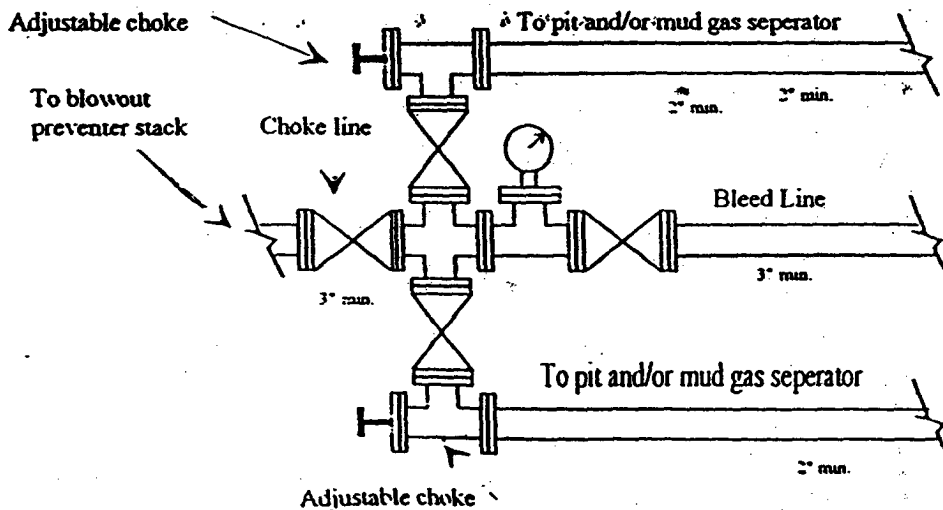 Adjustable choke
To pit and/or mud gas seperator
2" min.
2" min.
To blowout
preventer stack
Choke line
Bleed Line
3" min.
3" min.
To pit and/or mud gas seperator
2" min.
Adjustable choke